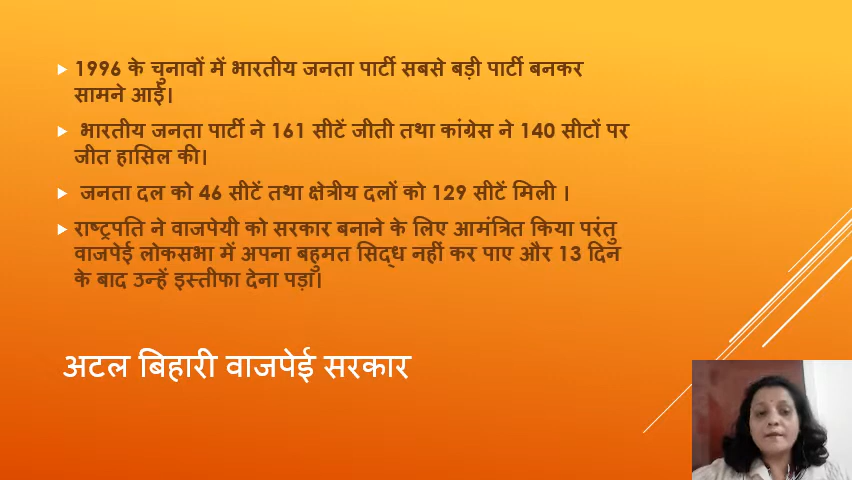 1996 के चुनावों में भारतीय जनता पार्टी सबसे बड़ी पार्टी बनकर
सामने आई।
भारतीय जनता पार्टी ने 161 सीटें जीती तथा कांग्रेस ने 140 सीटों पर
जीत हासिल की।
जनता दल को 46 सीटें तथा क्षेत्रीय दलों को 129 सीटें मिली ।
राष्ट्रपति ने वाजपेयी को सरकार बनाने के लिए आमंत्रित किया परंतु
वाजपेई लोकसभा में अपना बहुमत सिद्ध नहीं कर पाए और 13 दिन
के बाद उन्हें इस्तीफा देना पड़ा।
अटल बिहारी वाजपेई सरकार